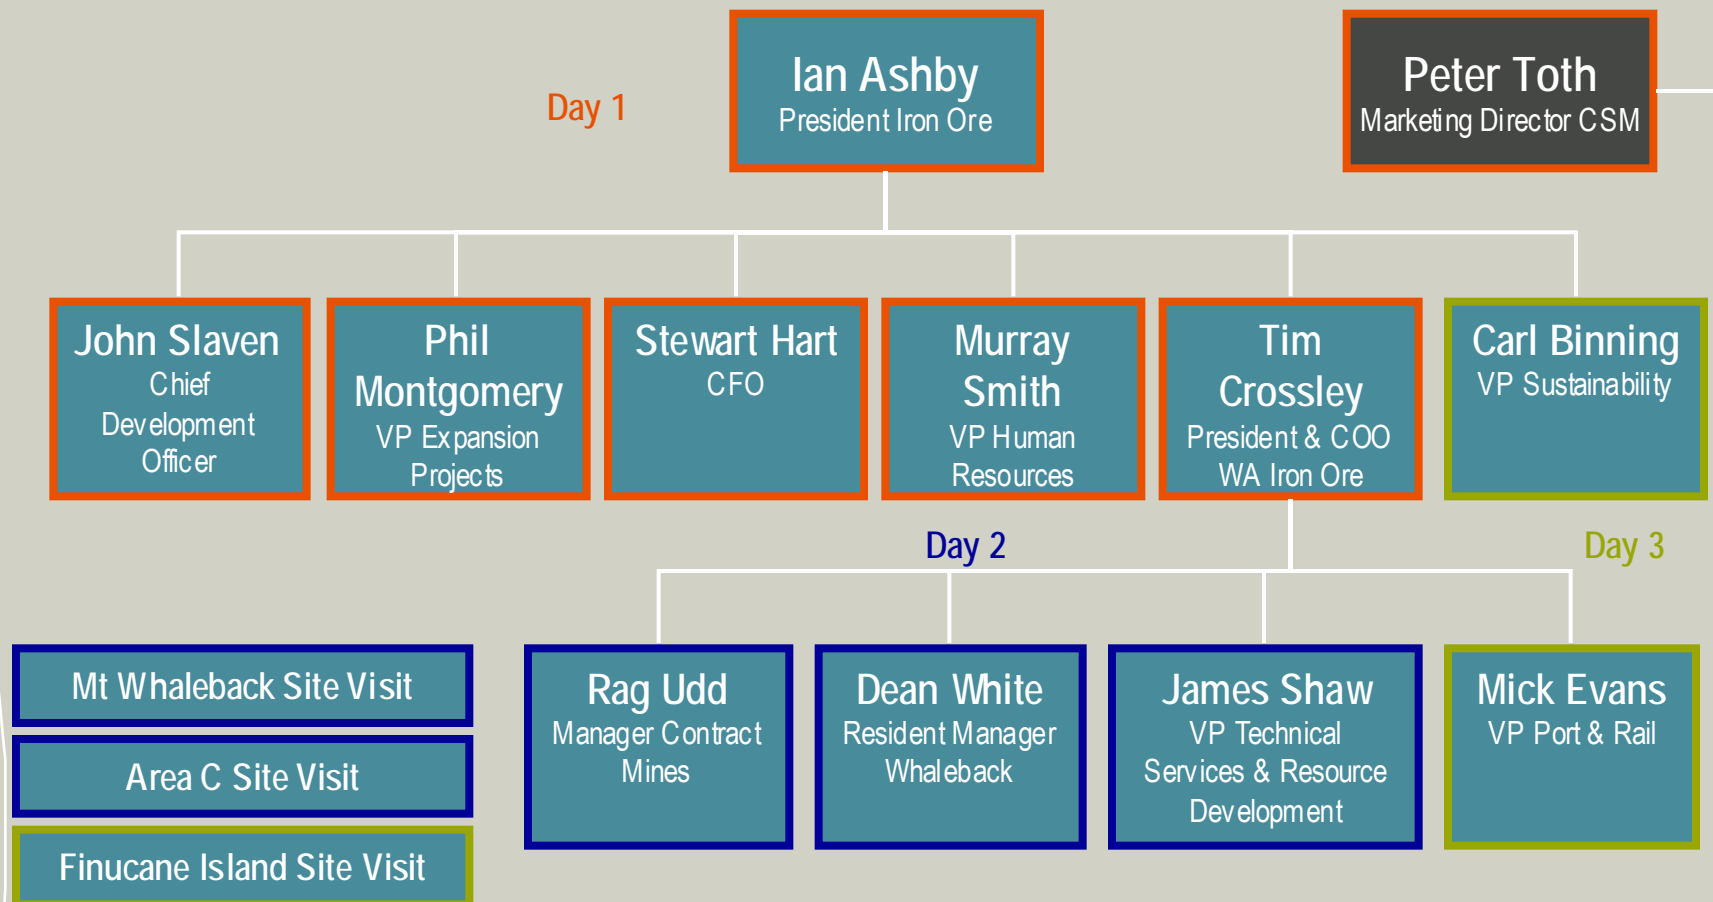 Day 1
Ian Ashby
President Iron Ore
Peter Toth
Marketing Director CSM
John Slaven
Chief
Development
Officer
Phil
Montgomery
VP Expansion
Projects
Stewart Hart
CFO
Murray
Smith
VP Human
Resources
Tim
Crossley
President & COO
WA Iron Ore
Carl Binning
VP Sustainability
Day 2
Day 3
Mt Whaleback Site Visit
Area C Site Visit
Finucane Island Site Visit
Rag Udd
Manager Contract
Mines
Dean White
Resident Manager
Whaleback
James Shaw
VP Technical
Services & Resource
Development
Mick Evans
VP Port & Rail